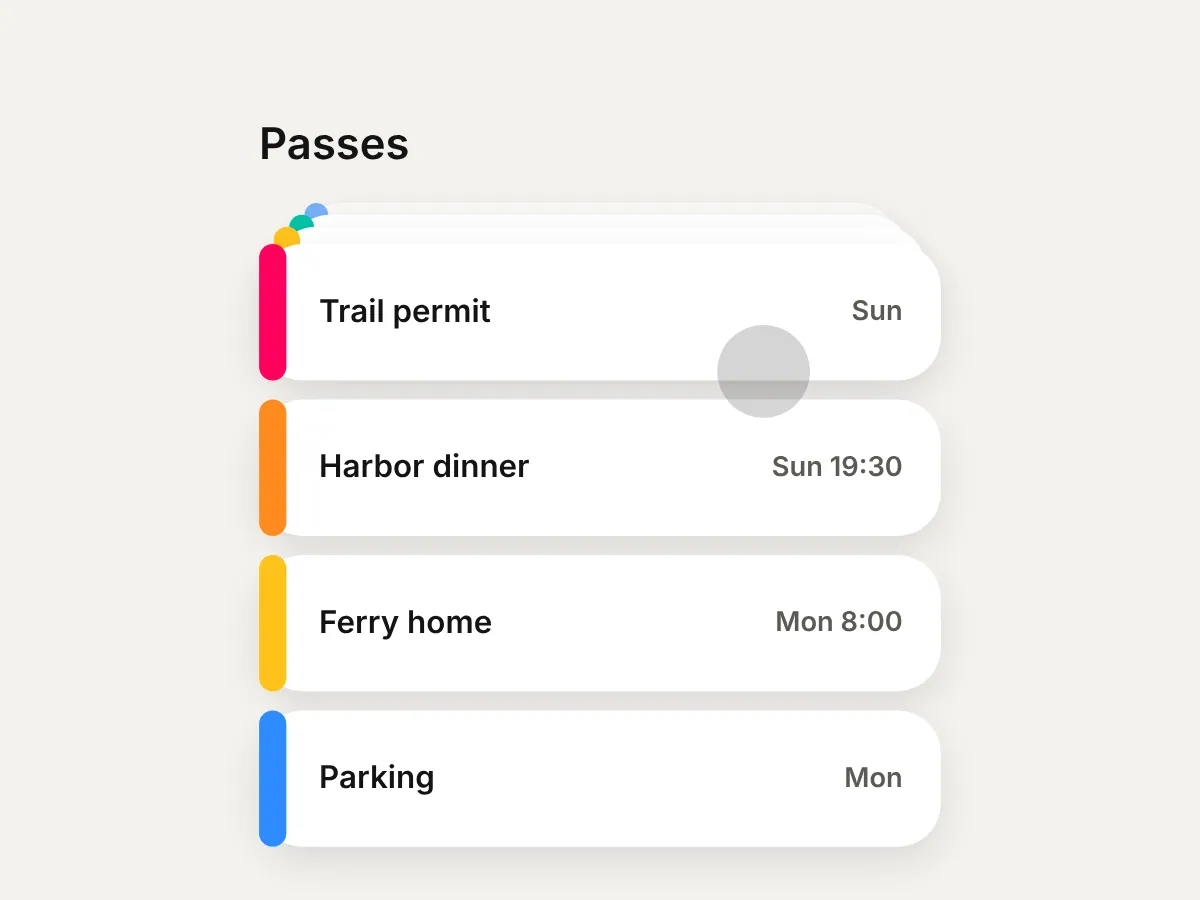 Passes
Trail permit Sun
Harbor dinner Sun 19:30
Ferry home Mon 8:00
Parking Mon